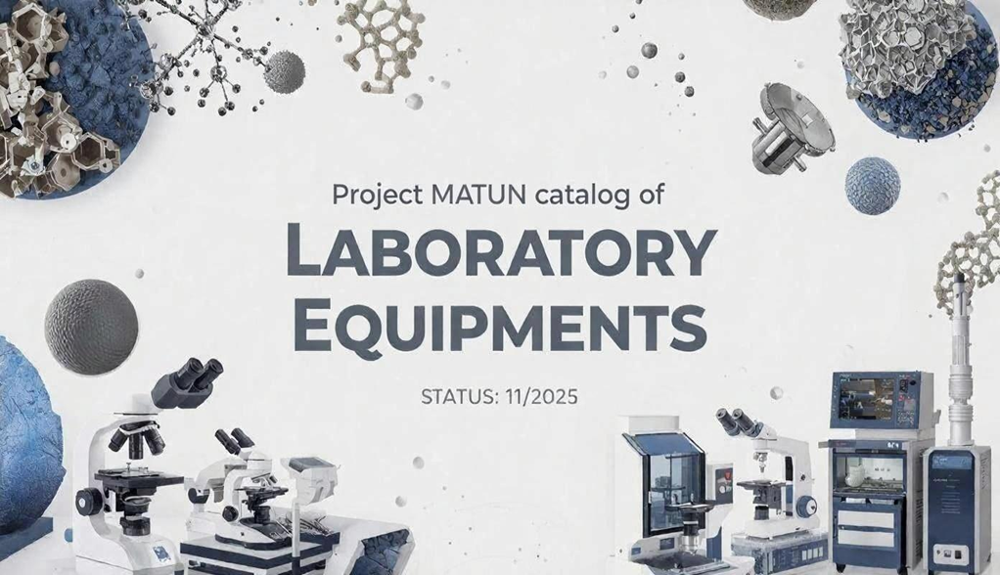 Project MATUN catalog of
LABORATORY
EQUIPMENTS
STATUS: 11/2025